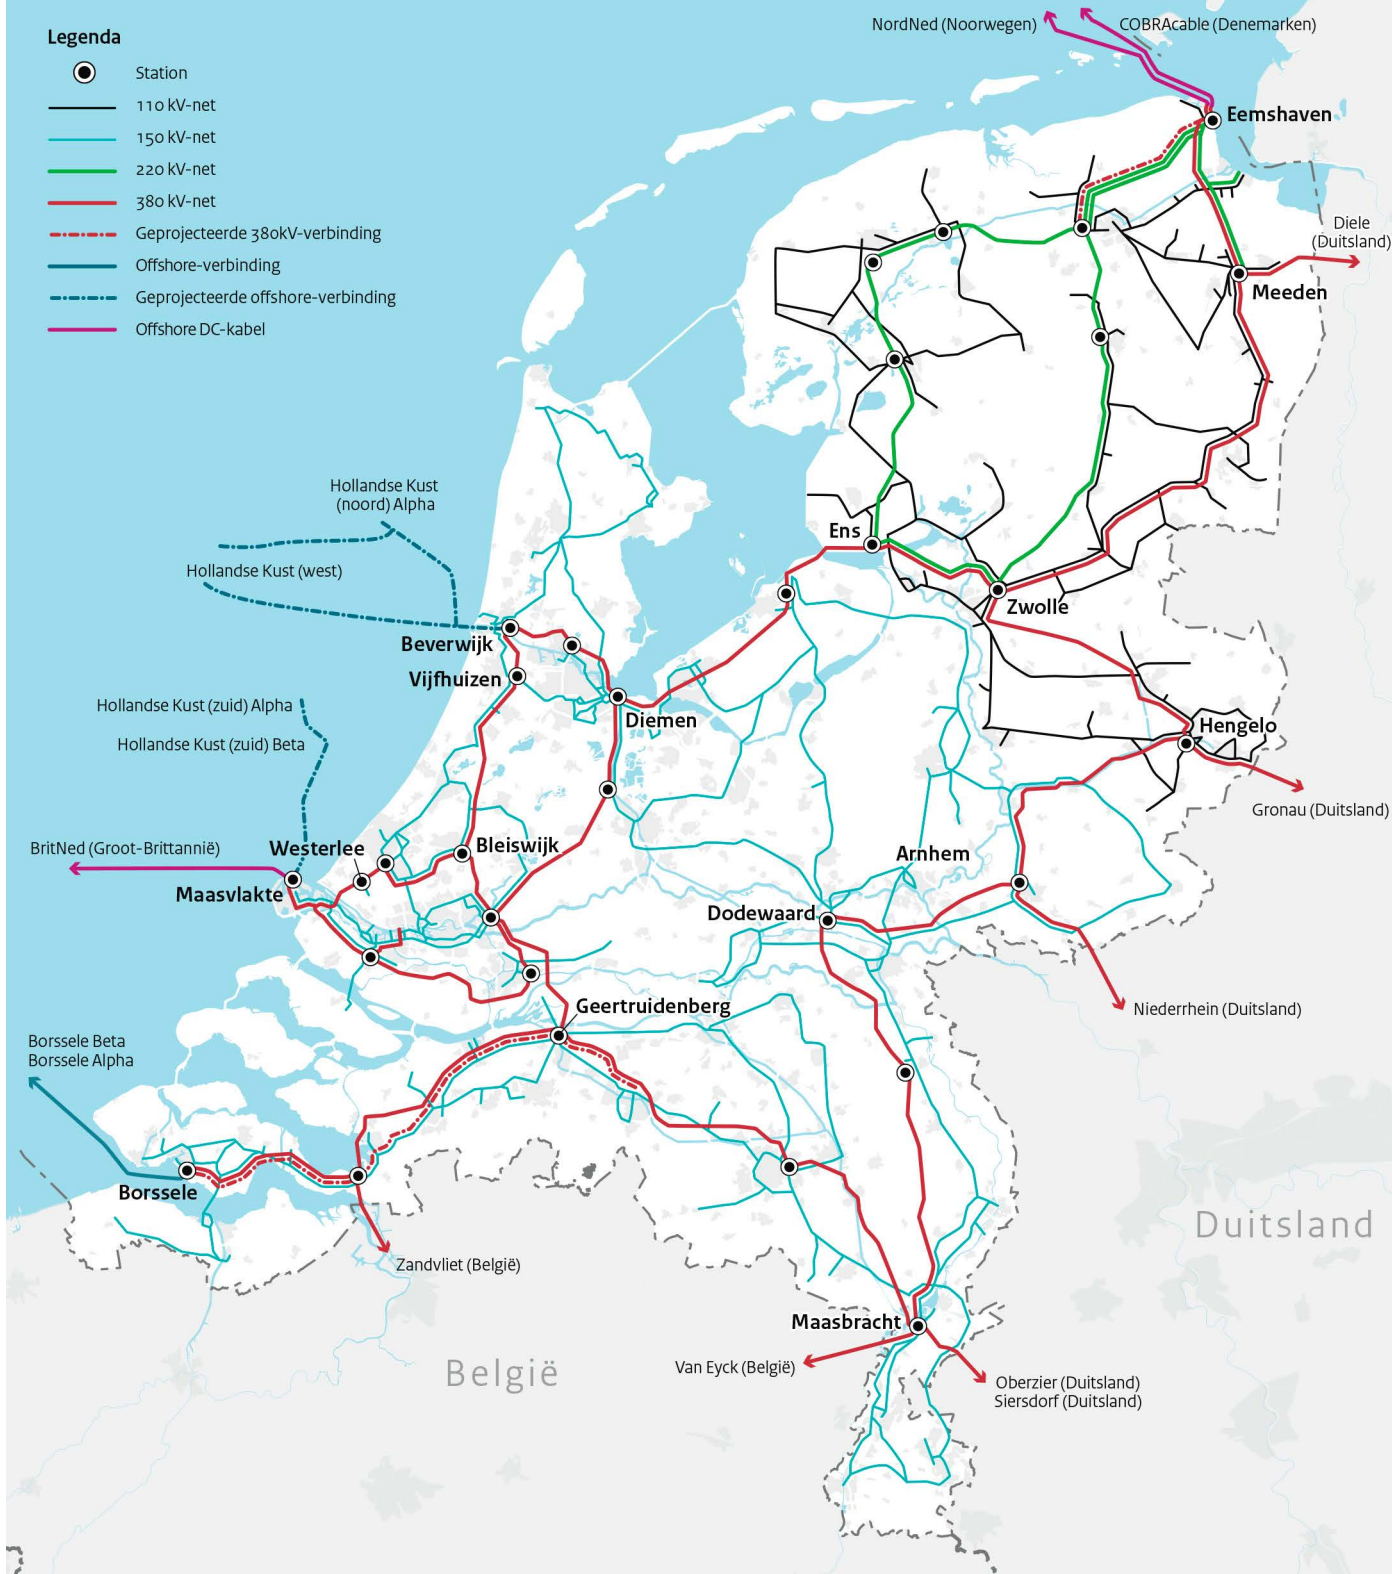 Legenda
Station
110 kV-net
150 kV-net
220 kV-net
380 kV-net
Geprojecteerde 380kV-verbinding
Offshore-verbinding
Geprojecteerde offshore-verbinding
Offshore DC-kabel
NordNed (Noorwegen)
COBRAcable (Denemarken)
Eemshaven
Diele
(Duitsland)
Meeden
Hollandse Kust
(noord) Alpha
Ens
Hollandse Kust (west)
Zwolle
Beverwijk
Vijfhuizen
Hollandse Kust (zuid) Alpha
Diemen
Hengelo
Hollandse Kust (zuid) Beta
Gronau (Duitsland)
BritNed (Groot-Brittannië)
Westerlee
Bleiswijk
Arnhem
Maasvlakte
Dodewaard
Geertruidenberg
Niederrhein (Duitsland)
Borssele Beta
Borssele Alpha
Borssele
Duitsland
Zandvliet (België)
Maasbracht
Van Eyck (België)
België
Oberzier (Duitsland)
Siersdorf (Duitsland)